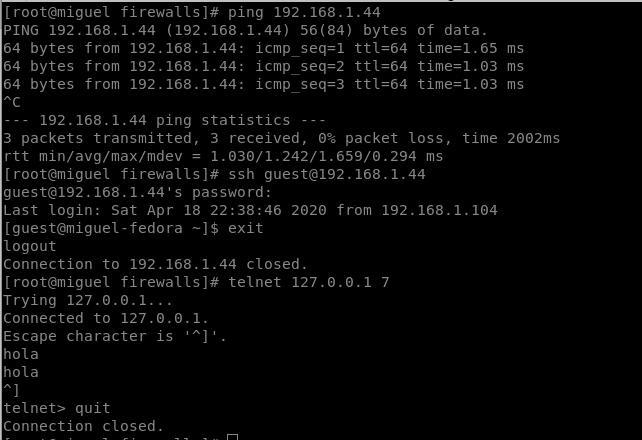 [root@miguel firewalls]# ping 192.168.1.44
PING 192.168.1.44 (192.168.1.44) 56(84) bytes of data.
64 bytes from 192.168.1.44: icmp_seq=1 ttl=64 time=1.65 ms
64 bytes from 192.168.1.44: icmp_seq=2 ttl=64 time=1.03 ms
64 bytes from 192.168.1.44: icmp_seq=3 ttl=64 time=1.03 ms
^C
--- 192.168.1.44 ping statistics ---
3 packets transmitted, 3 received, 0% packet loss, time 2002ms
rtt min/avg/max/mdev = 1.030/1.242/1.659/0.294 ms
[root@miguel firewalls]# ssh guest@192.168.1.44
guest@192.168.1.44's password:
Last login: Sat Apr 18 22:38:46 2020 from 192.168.1.104
[guest@miguel-fedora ~]$ exit
logout
Connection to 192.168.1.44 closed.
[root@miguel firewalls]# telnet 127.0.0.1 7
Trying 127.0.0.1...
Connected to 127.0.0.1.
Escape character is '^]'.
hola
hola
^]
telnet> quit
Connection closed.
[root@miguel firewalls]#